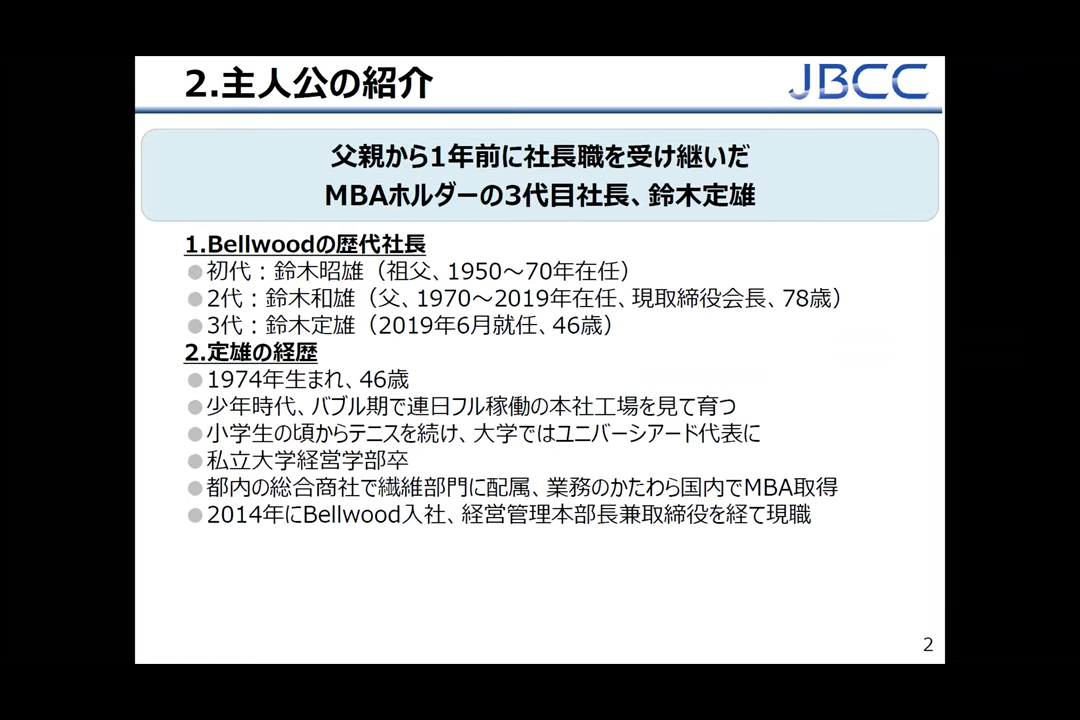 2.主人公の紹介
JBCC
父親から1年前に社長職を受け継いだ
MBAホルダーの3代目社長、鈴木定雄
1.Bellwoodの歴代社長
●初代：鈴木昭雄（祖父、1950～70年在任）
●2代：鈴木和雄（父、1970～2019年在任、現取締役会長、78歳）
●3代：鈴木定雄（2019年6月就任、46歳）
2.定雄の経歴
●1974年生まれ、46歳
●少年時代、バブル期で連日フル稼働の本社工場を見て育つ
●小学生の頃からテニスを続け、大学ではユニバーシアード代表に
●私立大学経営学部卒
●都内の総合商社で繊維部門に配属、業務のかたわら国内でMBA取得
●2014年にBellwood入社、経営管理本部長兼取締役を経て現職
2